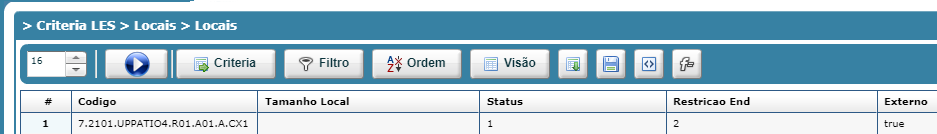 > Criteria LES > Locais > Locais
16 Criteria Filtro Ordem Visão
# Codigo Tamanho Local Status Restricao End Externo
1 7.2101.UPPATIO4.R01.A01.A.CX1 1 2 true